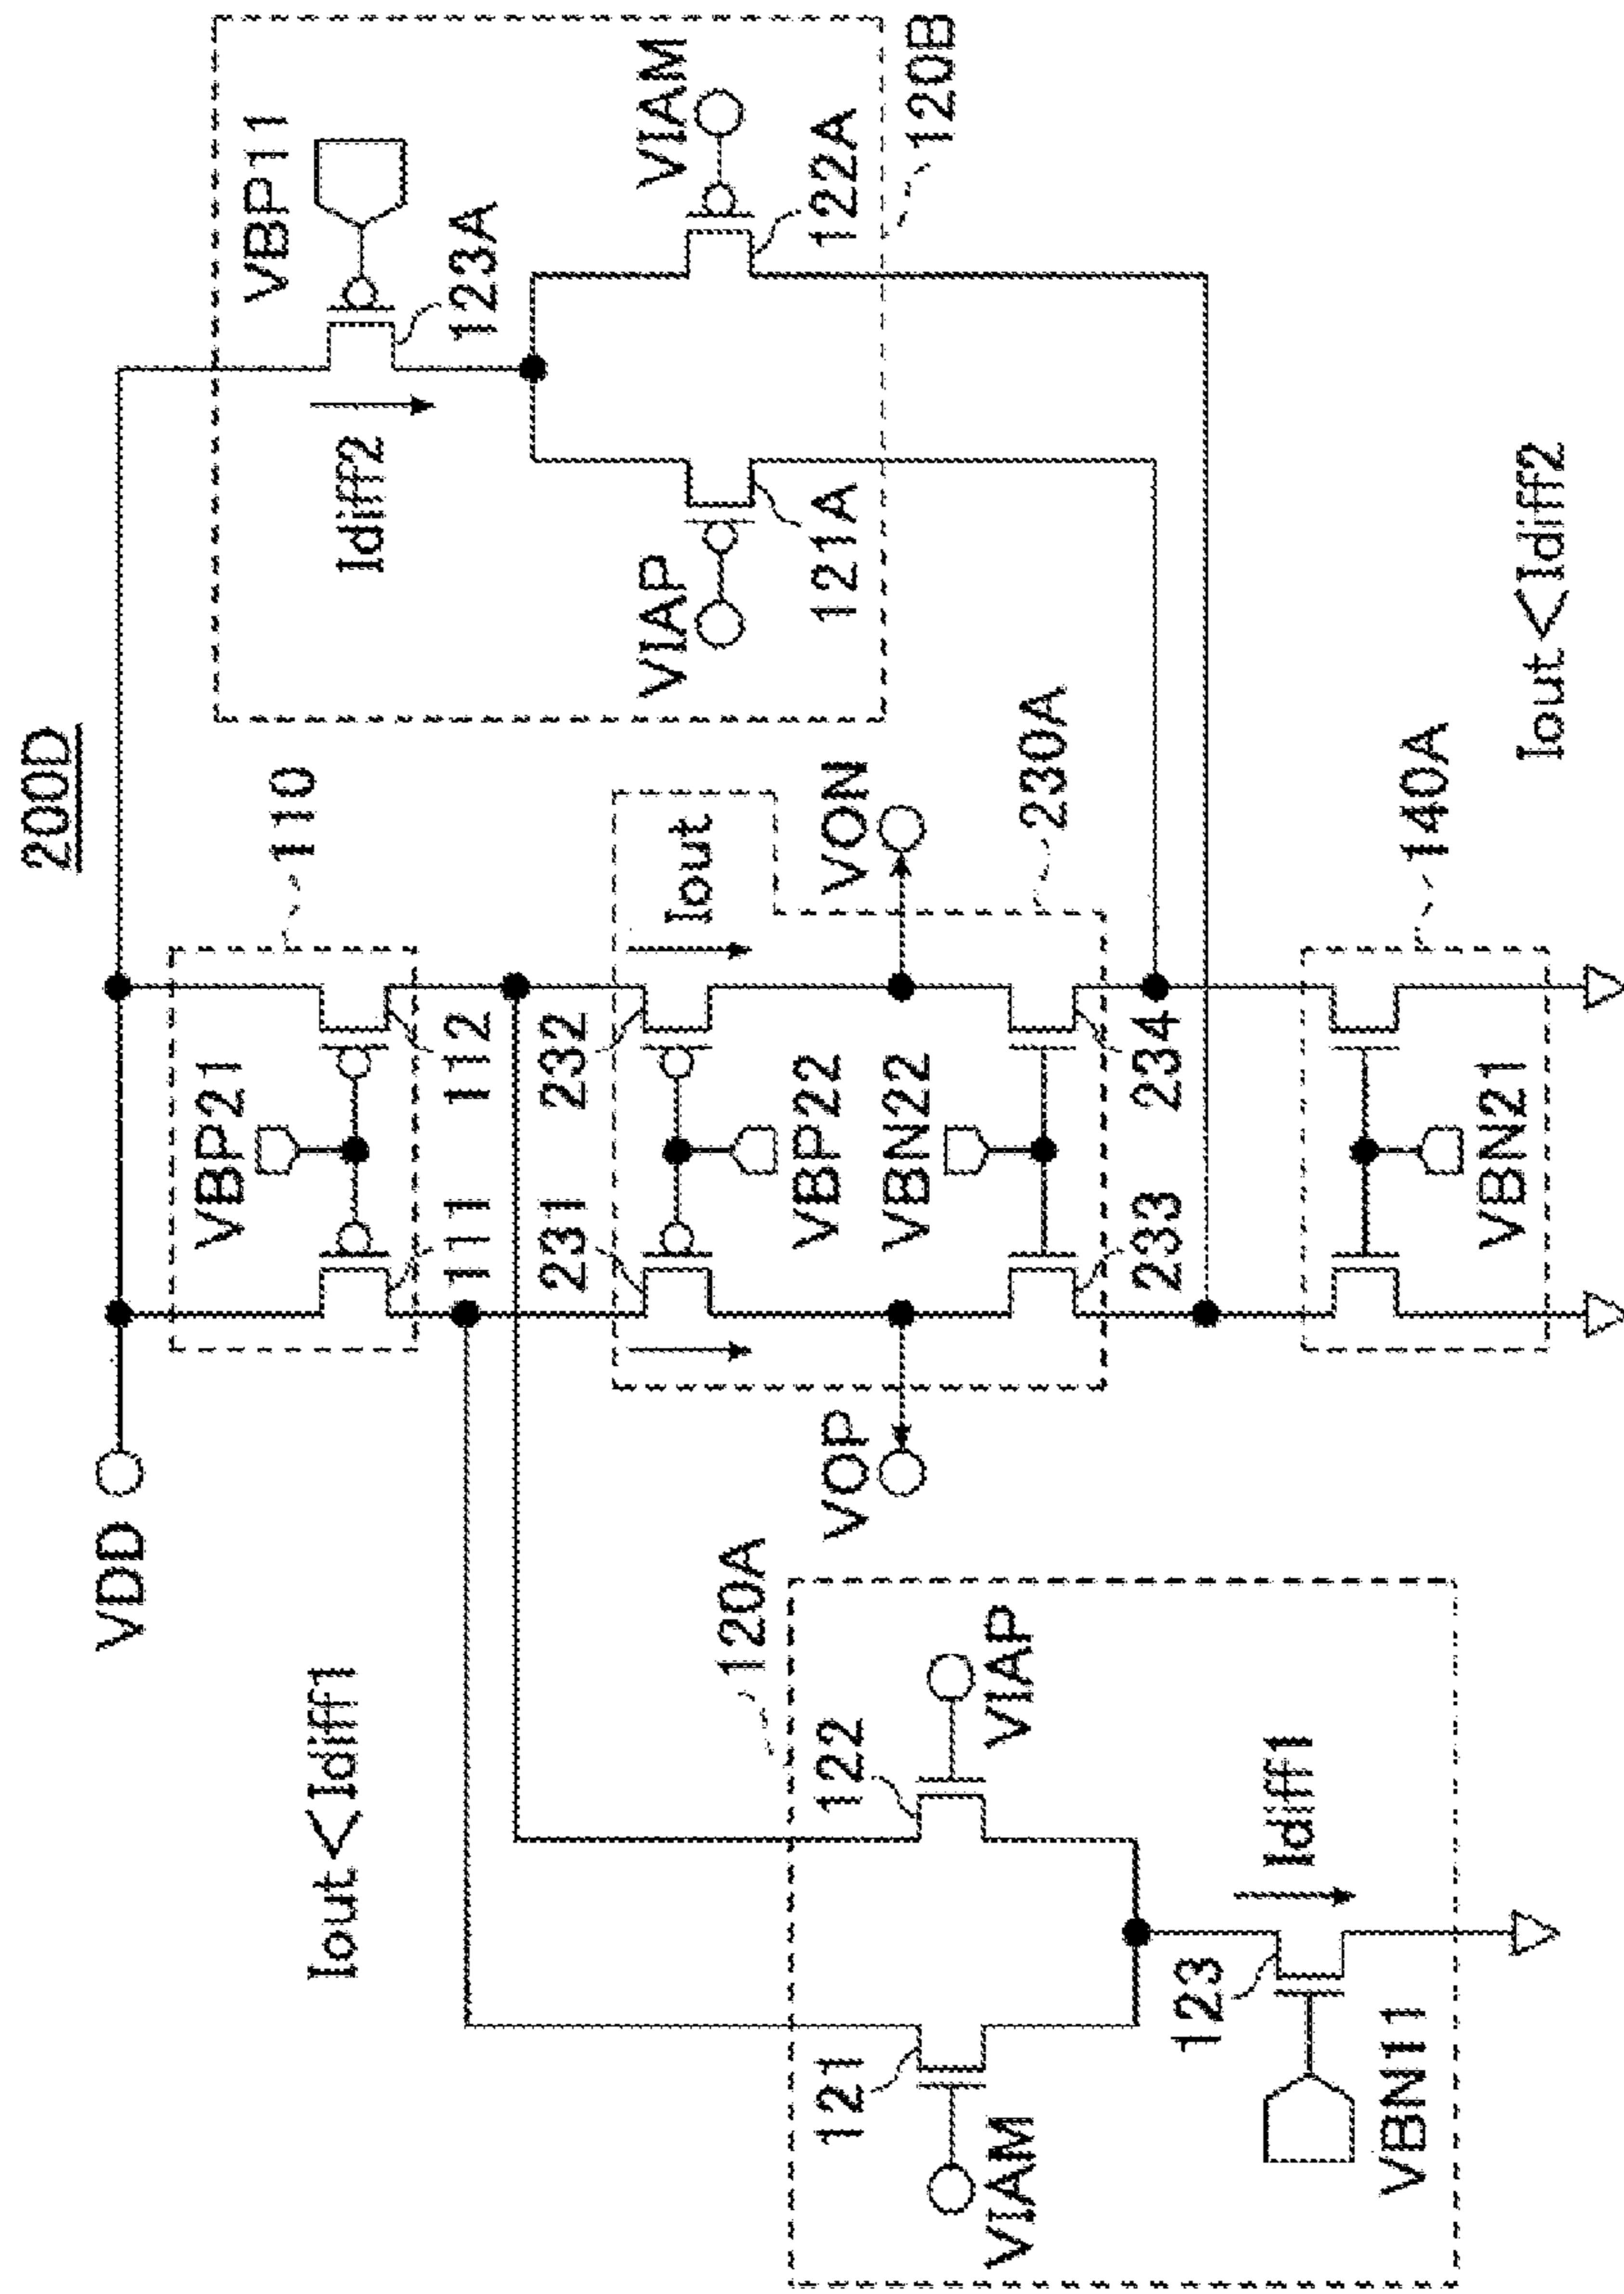 200D
VDD
Iout<Idiff1
VBP21
110
111
112
VBP11
123A
Idiff2
VIAP
121A
VIAM
122A
120B
231
232
Iout
VBP22
VOP
VON
VBN22
230A
233
234
120A
121
122
VIAM
VIAP
123
Idiff1
VBN11
140A
VBN21
Iout<Idiff2